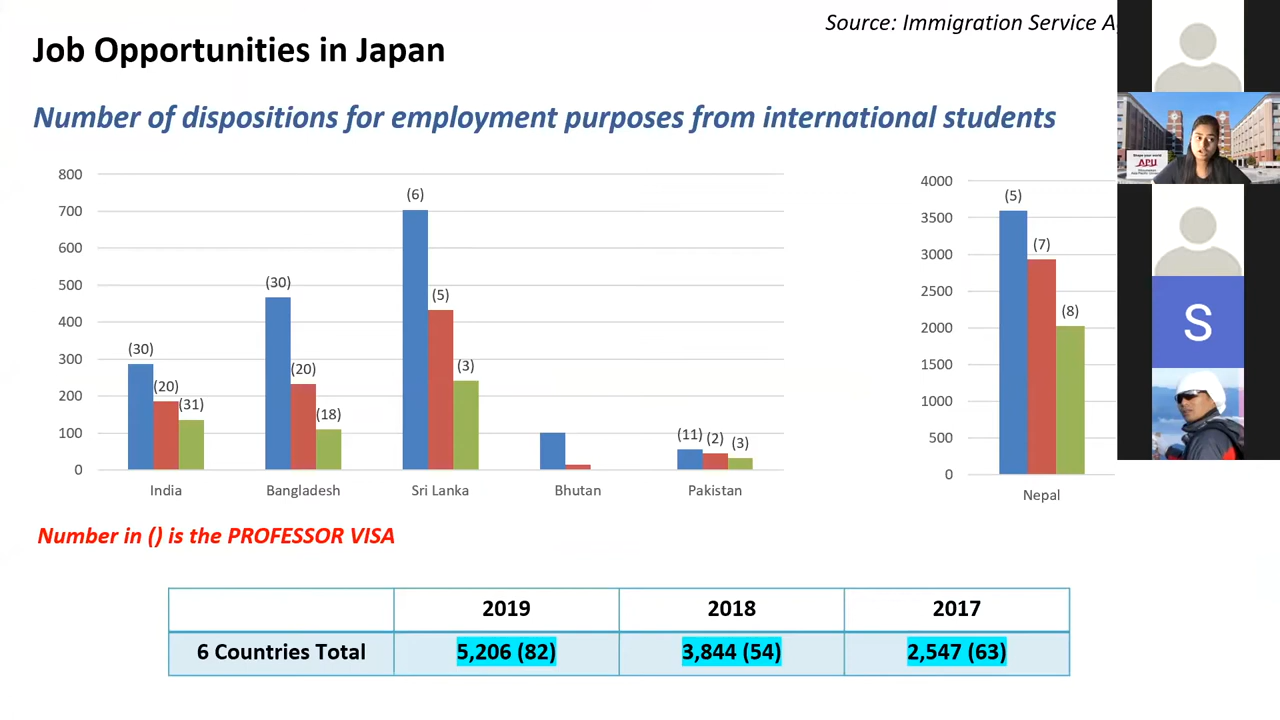 Source: Immigration Service
Job Opportunities in Japan
Number of dispositions for employment purposes from international students
800
700
600
500
400
300
200
100
0
(30)
(20)
(31)
(30)
(20)
(18)
(6)
(5)
(3)
(11)
(2)
(3)
India
Bangladesh
Sri Lanka
Bhutan
Pakistan
4000
3500
3000
2500
2000
1500
1000
500
0
(5)
(7)
(8)
Nepal
Number in () is the PROFESSOR VISA
2019 2018 2017
6 Countries Total 5,206 (82) 3,844 (54) 2,547 (63)
Shape your world
APU
S